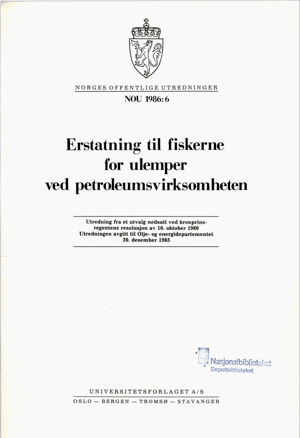 NORGES OFFENTLIGE UTREDNINGER
NOU 1986:6
Erstatning til fiskerne
for ulemper
ved petroleumsvirksomheten
Utredning fra et utvalg nedsatt ved kronprins-
regentens resolusjon av 10. oktober 1980
Utredningen avgitt til Olje- og energidepartementet
20. desember 1985
Nasjonalbiblioteket
Depotbiblioteket
UNIVERSITETSFORLAGET A/S
OSLO – BERGEN – TROMSØ – STAVANGER